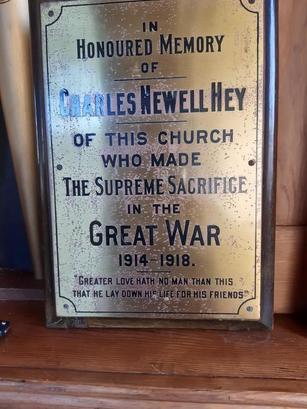 IN
HONOURED MEMORY
OF
CHARLES NEWELL HEY
OF THIS CHURCH
WHO MADE
THE SUPREME SACRIFICE
IN THE
GREAT WAR
1914-1918.
"GREATER LOVE HATH NO MAN THAN THIS
THAT HE LAY DOWN HIS LIFE FOR HIS FRIENDS"